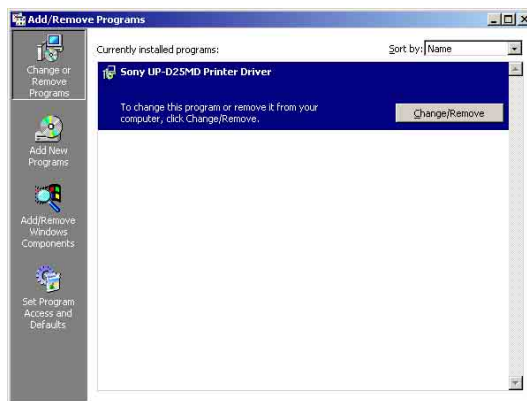 Add/Remove Programs
Currently installed programs:
Sort by: Name
Change or
Remove
Programs
Add New
Programs
Add/Remove
Windows
Components
Set Program
Access and
Defaults
Sony UP-D25MD Printer Driver
To change this program or remove it from your
computer, click Change/Remove.
Change/Remove